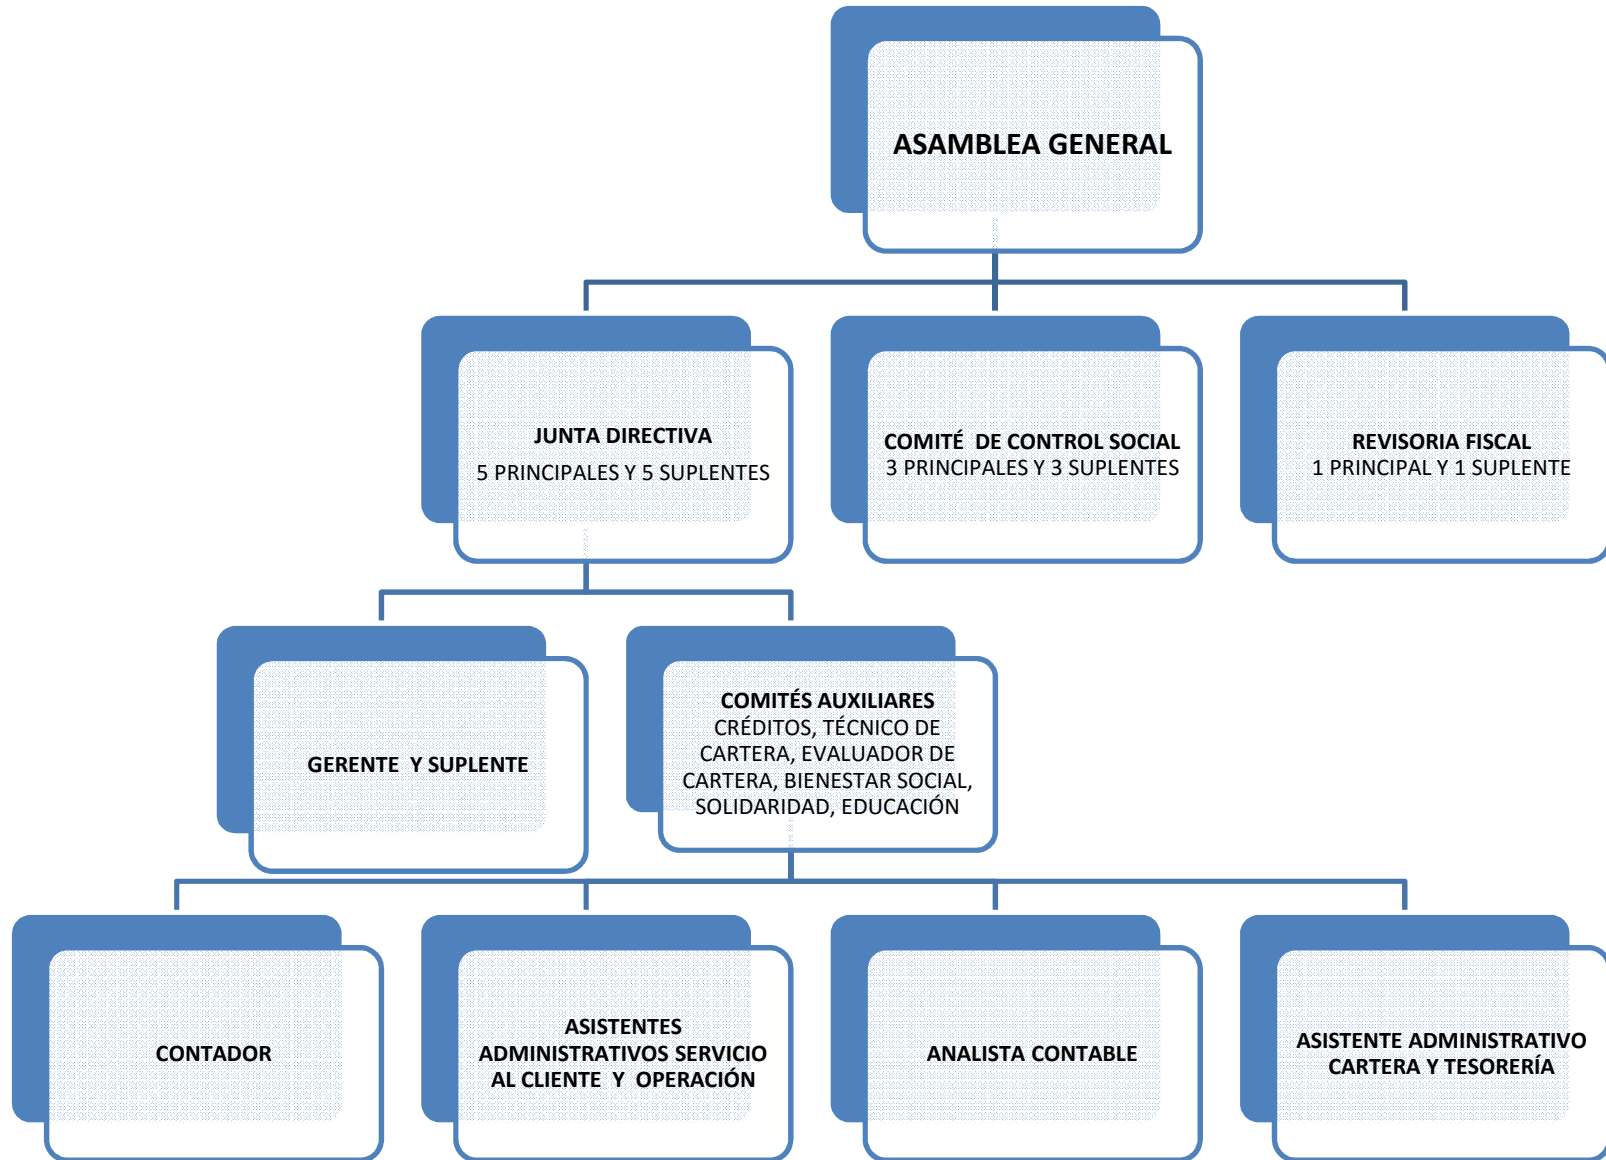 ASAMBLEA GENERAL
JUNTA DIRECTIVA
5 PRINCIPALES Y 5 SUPLENTES
COMITÉ  DE CONTROL SOCIAL
3 PRINCIPALES Y 3 SUPLENTES
REVISORIA FISCAL
1 PRINCIPAL Y 1 SUPLENTE
GERENTE  Y SUPLENTE
COMITÉS AUXILIARES
CRÉDITOS, TÉCNICO DE
CARTERA, EVALUADOR DE
CARTERA, BIENESTAR SOCIAL,
SOLIDARIDAD, EDUCACIÓN
CONTADOR
ASISTENTES
ADMINISTRATIVOS SERVICIO
AL CLIENTE  Y  OPERACIÓN
ANALISTA CONTABLE
ASISTENTE ADMINISTRATIVO
CARTERA Y TESORERÍA